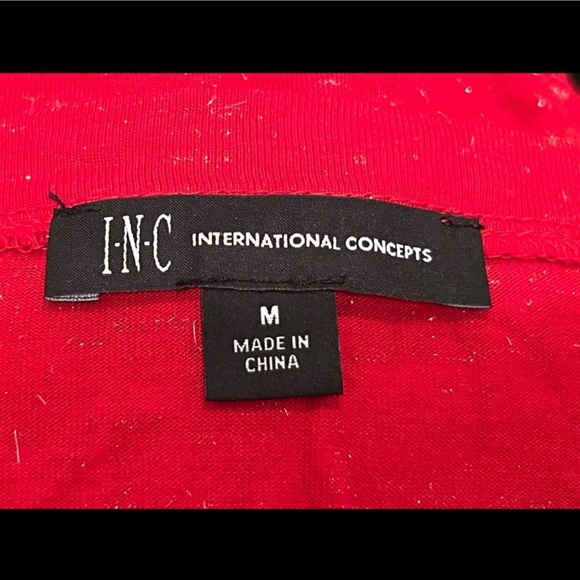 I·N·C INTERNATIONAL CONCEPTS
M
MADE IN
CHINA